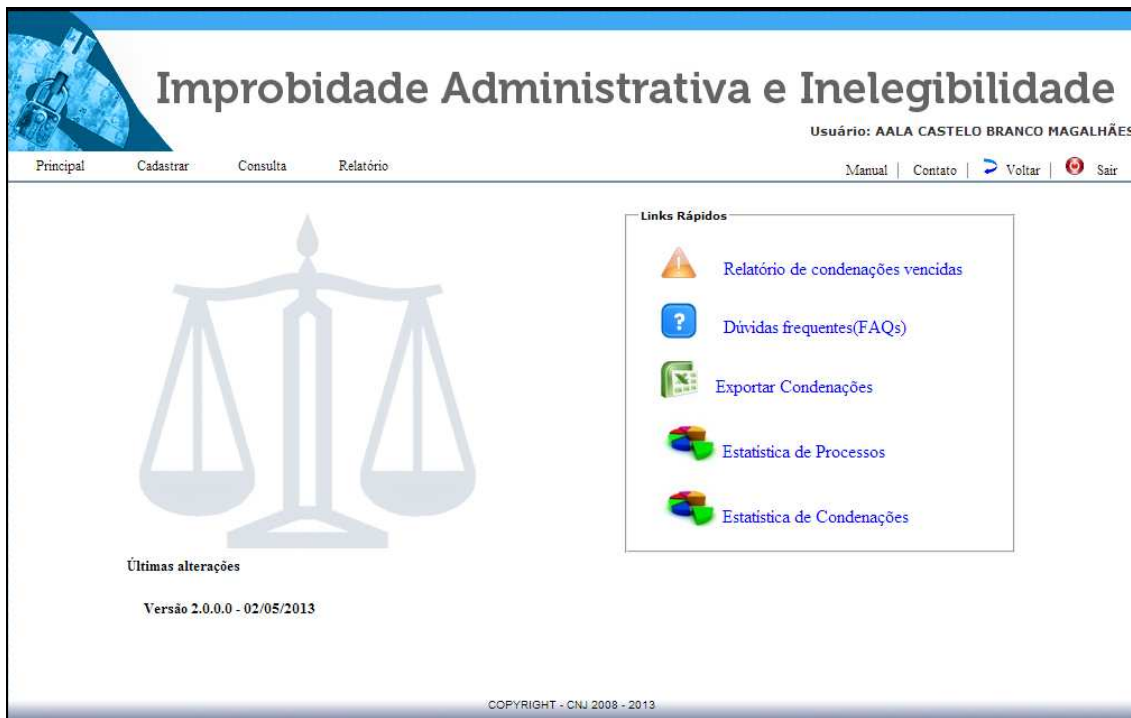 Improbidade Administrativa e Inelegibilidade
Usuário: AALA CASTELO BRANCO MAGALHÃES
Principal Cadastrar Consulta Relatório Manual | Contato | Voltar | Sair
Links Rápidos
Relatório de condenações vencidas
Dúvidas frequentes(FAQs)
Exportar Condenações
Estatística de Processos
Estatística de Condenações
Últimas alterações
Versão 2.0.0.0 - 02/05/2013
COPYRIGHT - CNJ 2008 - 2013